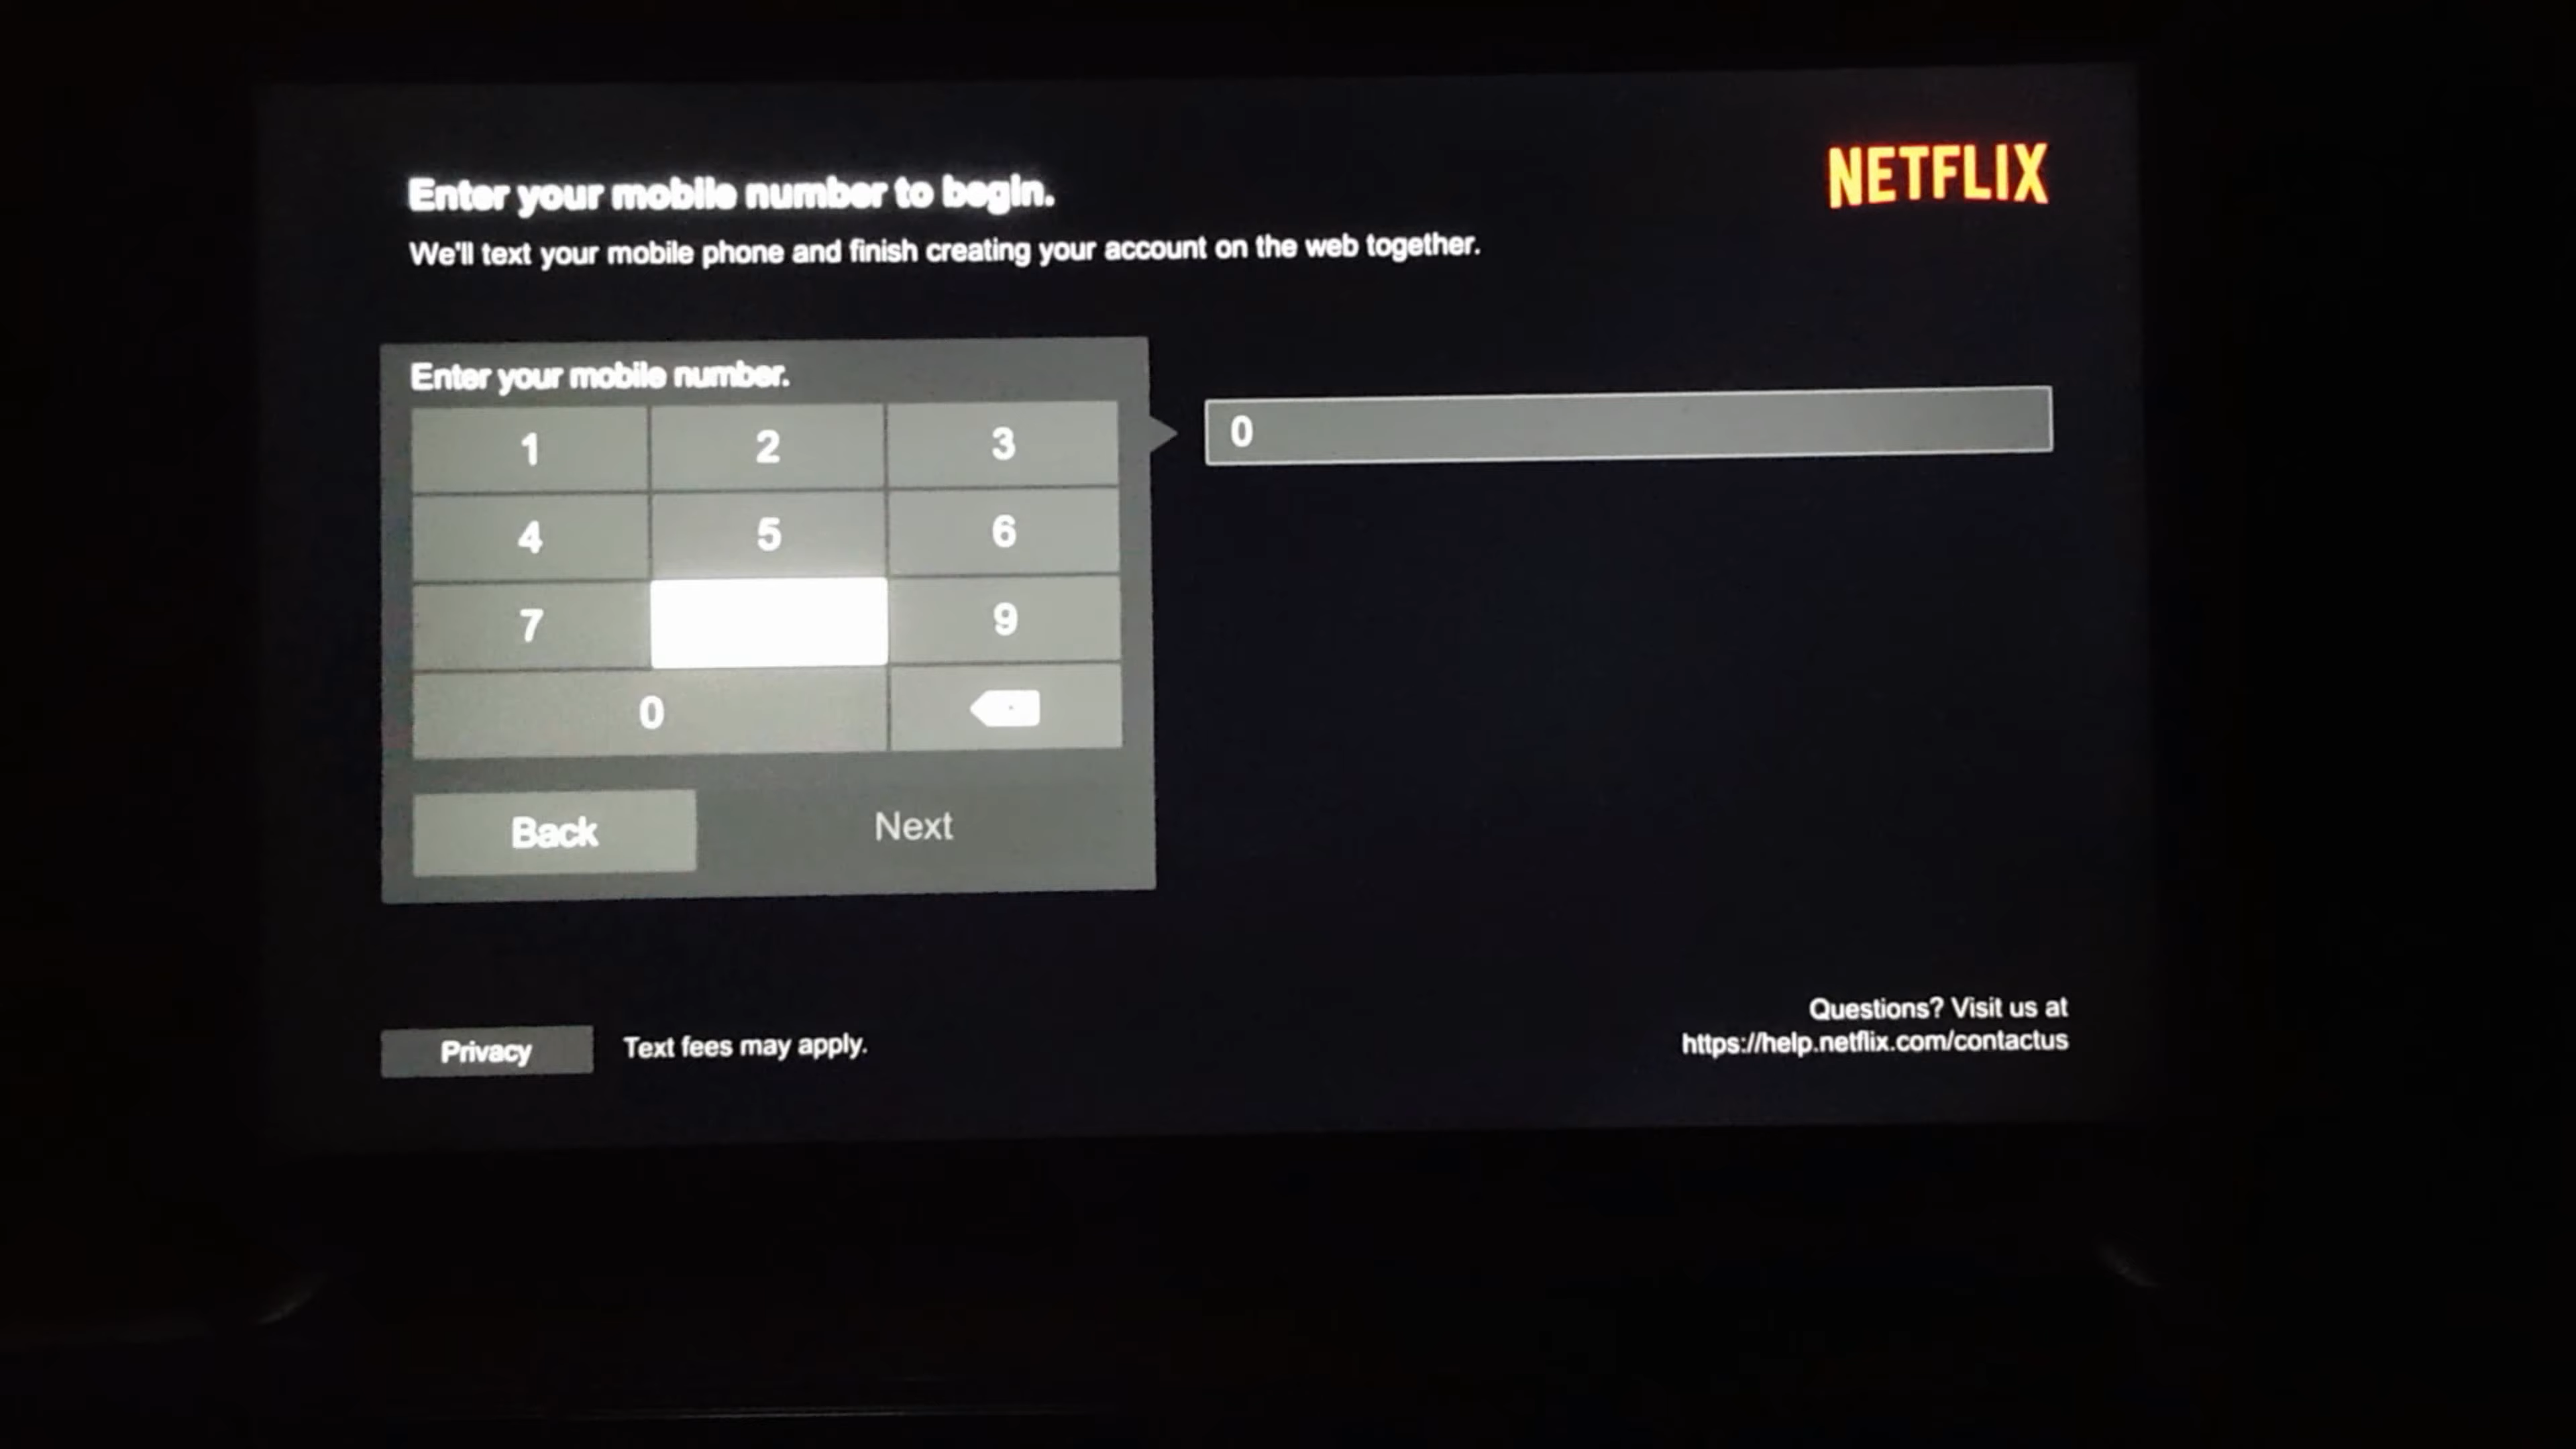 NETFLIX
Enter your mobile number to begin.
We'll text your mobile phone and finish creating your account on the web together.
Enter your mobile number.
1 2 3
0
4 5 6
7 9
0
Back Next
Privacy Text fees may apply.
Questions? Visit us at
https://help.netflix.com/contactus